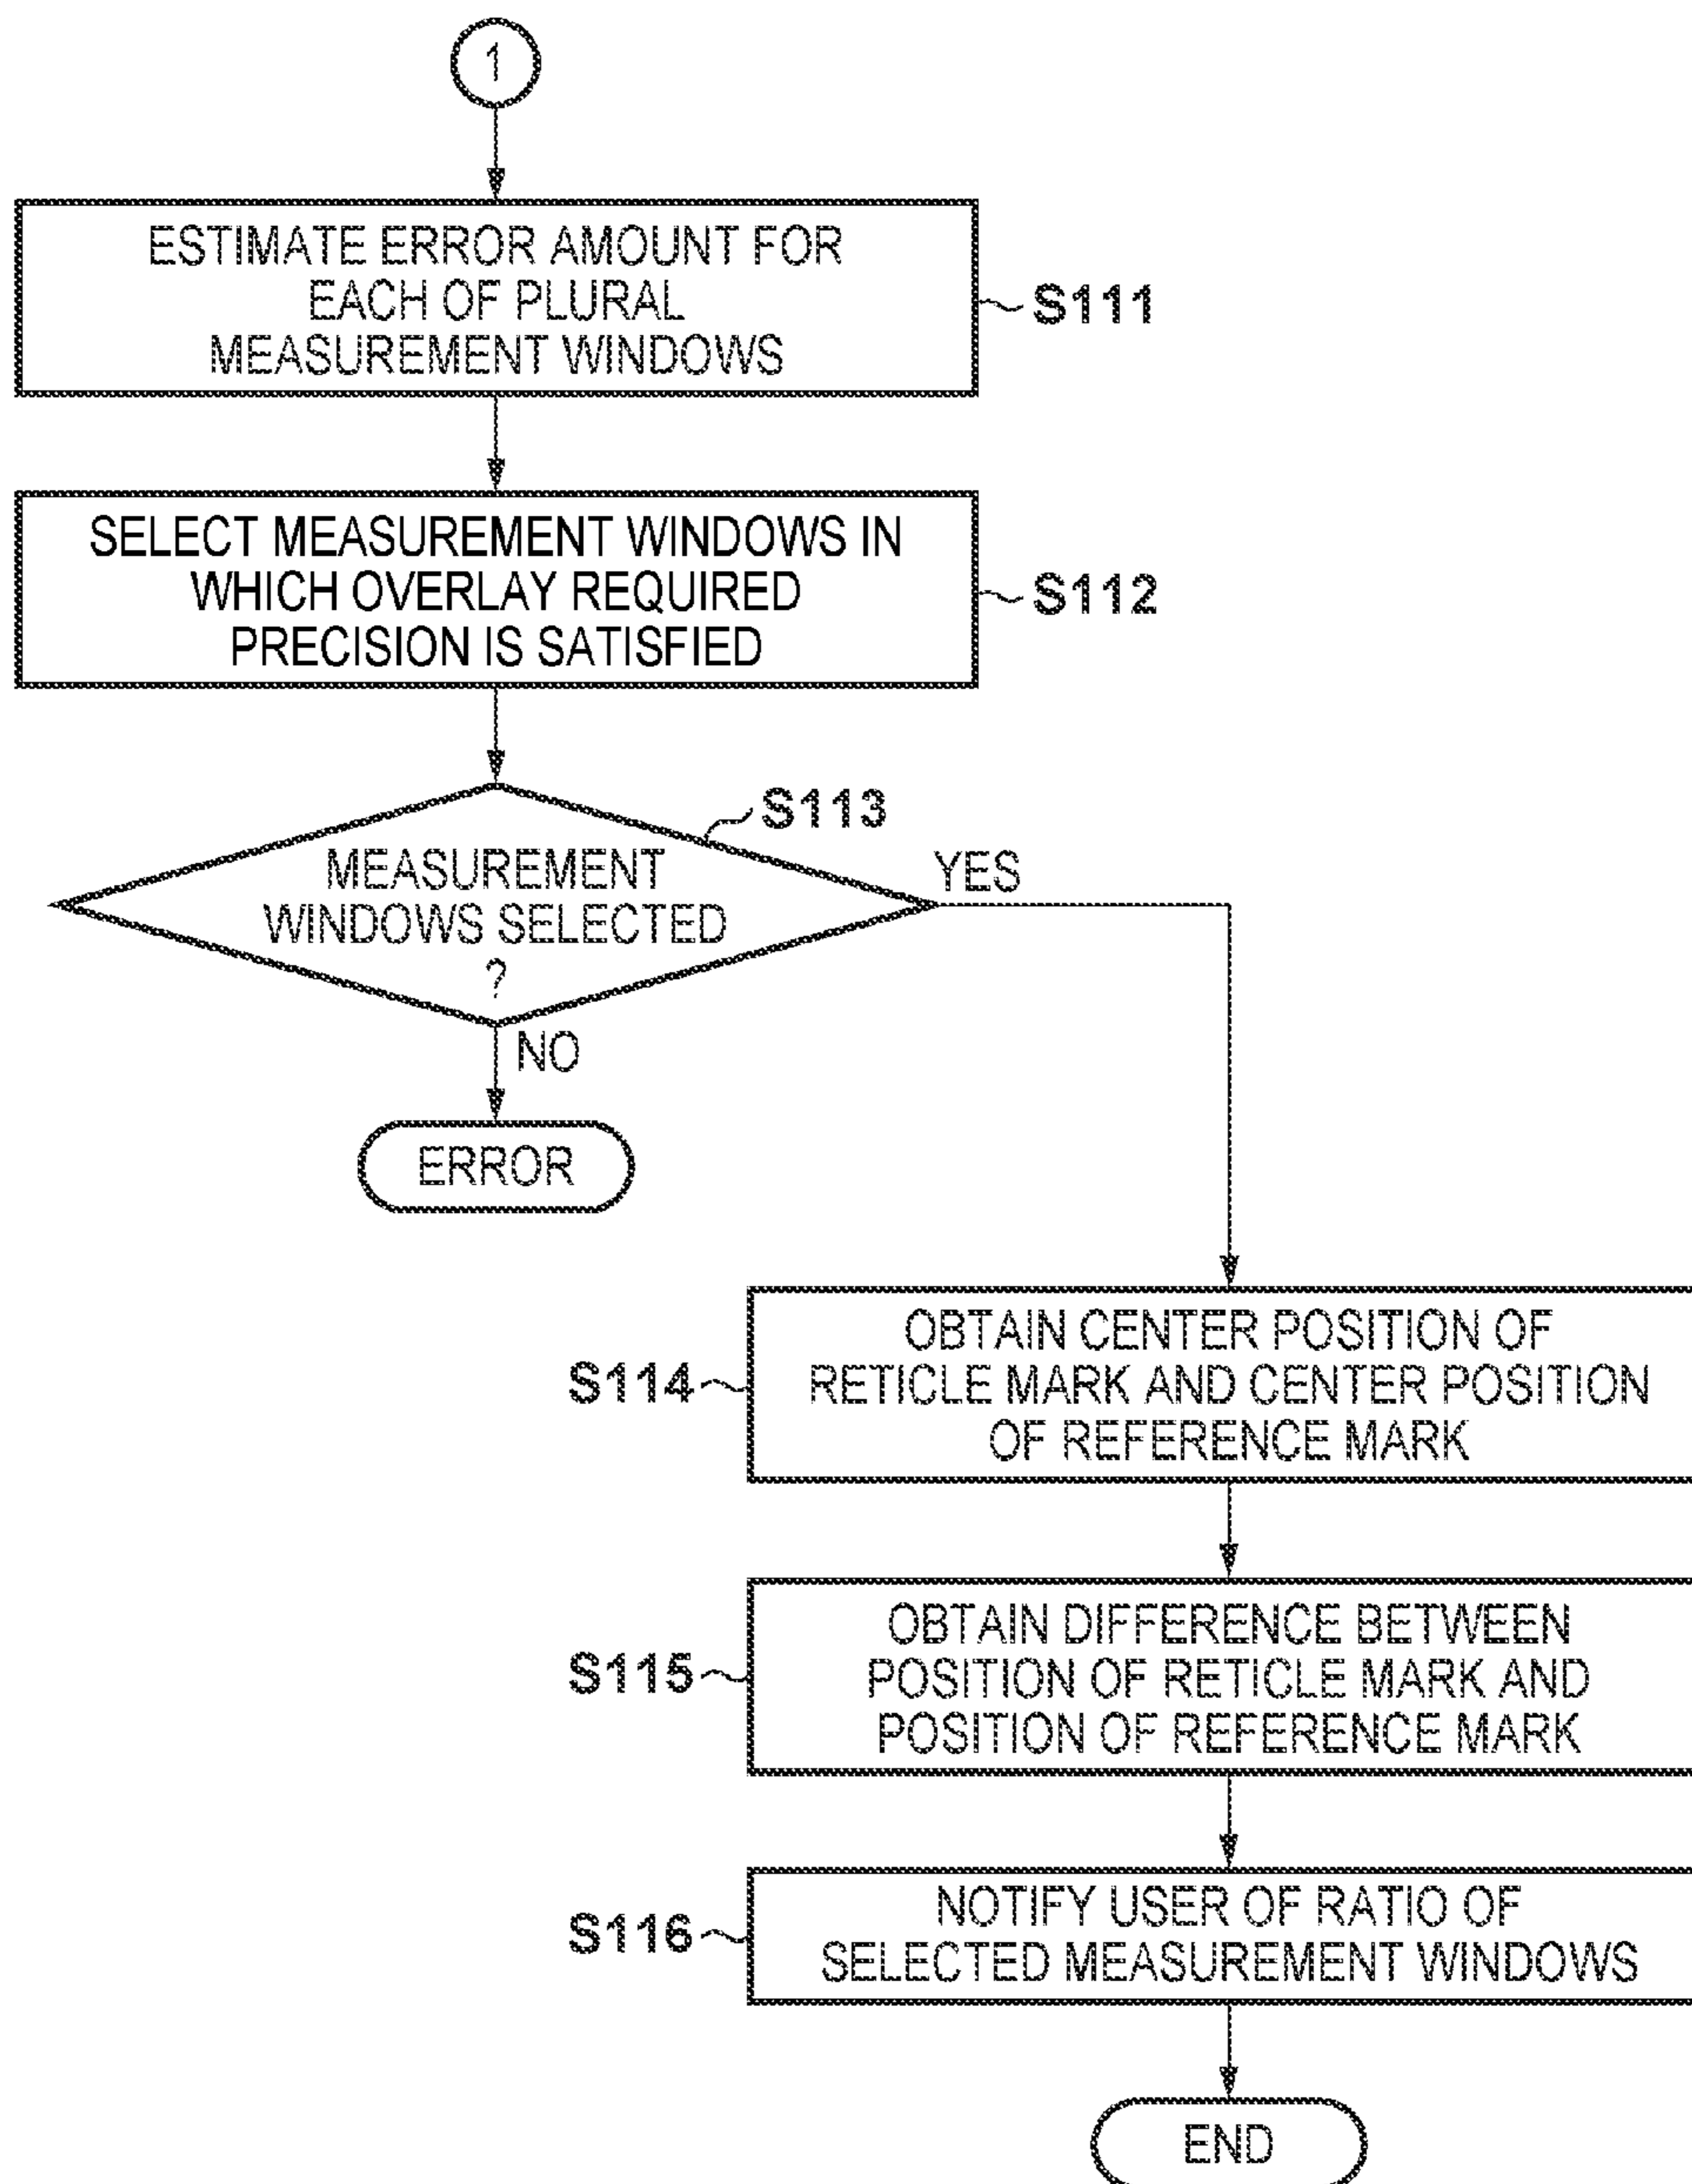 1
ESTIMATE ERROR AMOUNT FOR
EACH OF PLURAL
MEASUREMENT WINDOWS
S111
SELECT MEASUREMENT WINDOWS IN
WHICH OVERLAY REQUIRED
PRECISION IS SATISFIED
S112
S113
MEASUREMENT
WINDOWS SELECTED
?
YES
NO
ERROR
S114
OBTAIN CENTER POSITION OF
RETICLE MARK AND CENTER POSITION
OF REFERENCE MARK
S115
OBTAIN DIFFERENCE BETWEEN
POSITION OF RETICLE MARK AND
POSITION OF REFERENCE MARK
S116
NOTIFY USER OF RATIO OF
SELECTED MEASUREMENT WINDOWS
END